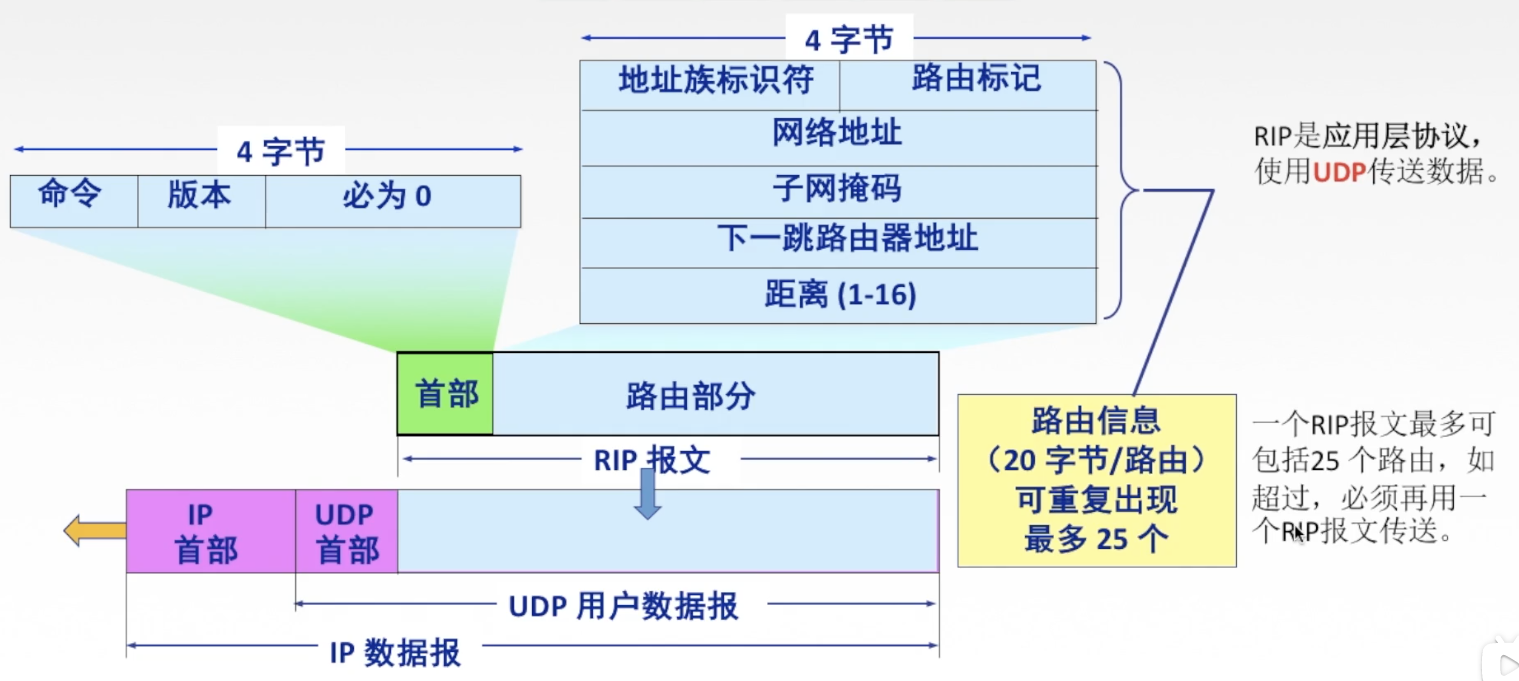 4 字节
地址族标识符 路由标记
网络地址
子网掩码
下一跳路由器地址
距离 (1-16)
4 字节
命令 版本 必为 0
RIP是应用层协议，
使用UDP传送数据。
首部 路由部分
RIP 报文
路由信息
（20 字节/路由）
可重复出现
最多 25 个
一个RIP报文最多可
包括25 个路由，如
超过，必须再用一
个RIP报文传送。
IP
首部
UDP
首部
UDP 用户数据报
IP 数据报